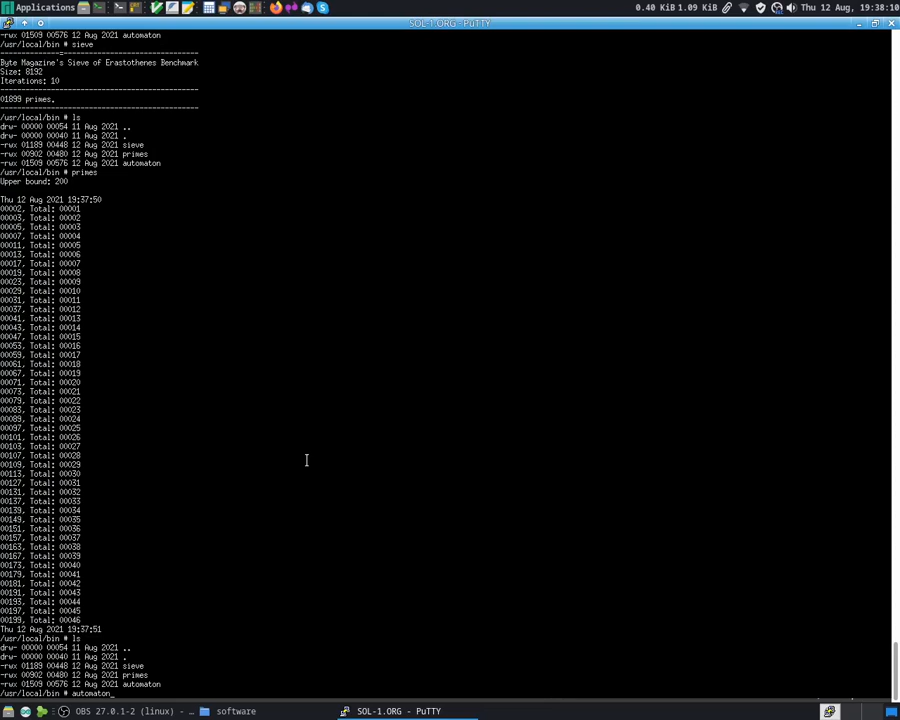 Applications
0.40 KiB 1.09 KiB
Thu 12 Aug, 19:38:10
SOL-1.ORG - PuTTY
-rwx 01509 00576 12 Aug 2021 automaton
/usr/local/bin # sieve
-------------------------------------------------
Byte Magazine's Sieve of Erastothenes Benchmark
Size: 8192
Iterations: 10
-------------------------------------------------
01899 primes.
-------------------------------------------------
/usr/local/bin # ls
drw- 00000 00054 11 Aug 2021 ..
drw- 00000 00040 11 Aug 2021 .
-rwx 01189 00448 12 Aug 2021 sieve
-rwx 00902 00480 12 Aug 2021 primes
-rwx 01509 00576 12 Aug 2021 automaton
/usr/local/bin # primes
Upper bound: 200
Thu 12 Aug 2021 19:37:50
00002, Total: 00001
00003, Total: 00002
00005, Total: 00003
00007, Total: 00004
00011, Total: 00005
00013, Total: 00006
00017, Total: 00007
00019, Total: 00008
00023, Total: 00009
00029, Total: 00010
00031, Total: 00011
00037, Total: 00012
00041, Total: 00013
00043, Total: 00014
00047, Total: 00015
00053, Total: 00016
00059, Total: 00017
00061, Total: 00018
00067, Total: 00019
00071, Total: 00020
00073, Total: 00021
00079, Total: 00022
00083, Total: 00023
00089, Total: 00024
00097, Total: 00025
00101, Total: 00026
00103, Total: 00027
00107, Total: 00028
00109, Total: 00029
00113, Total: 00030
00127, Total: 00031
00131, Total: 00032
00137, Total: 00033
00139, Total: 00034
00149, Total: 00035
00151, Total: 00036
00157, Total: 00037
00163, Total: 00038
00167, Total: 00039
00173, Total: 00040
00179, Total: 00041
00181, Total: 00042
00191, Total: 00043
00193, Total: 00044
00197, Total: 00045
00199, Total: 00046
Thu 12 Aug 2021 19:37:51
/usr/local/bin # ls
drw- 00000 00054 11 Aug 2021 ..
drw- 00000 00040 11 Aug 2021 .
-rwx 01189 00448 12 Aug 2021 sieve
-rwx 00902 00480 12 Aug 2021 primes
-rwx 01509 00576 12 Aug 2021 automaton
/usr/local/bin # automaton_
OBS 27.0.1-2 (linux) - ...
software
SOL-1.ORG - PuTTY